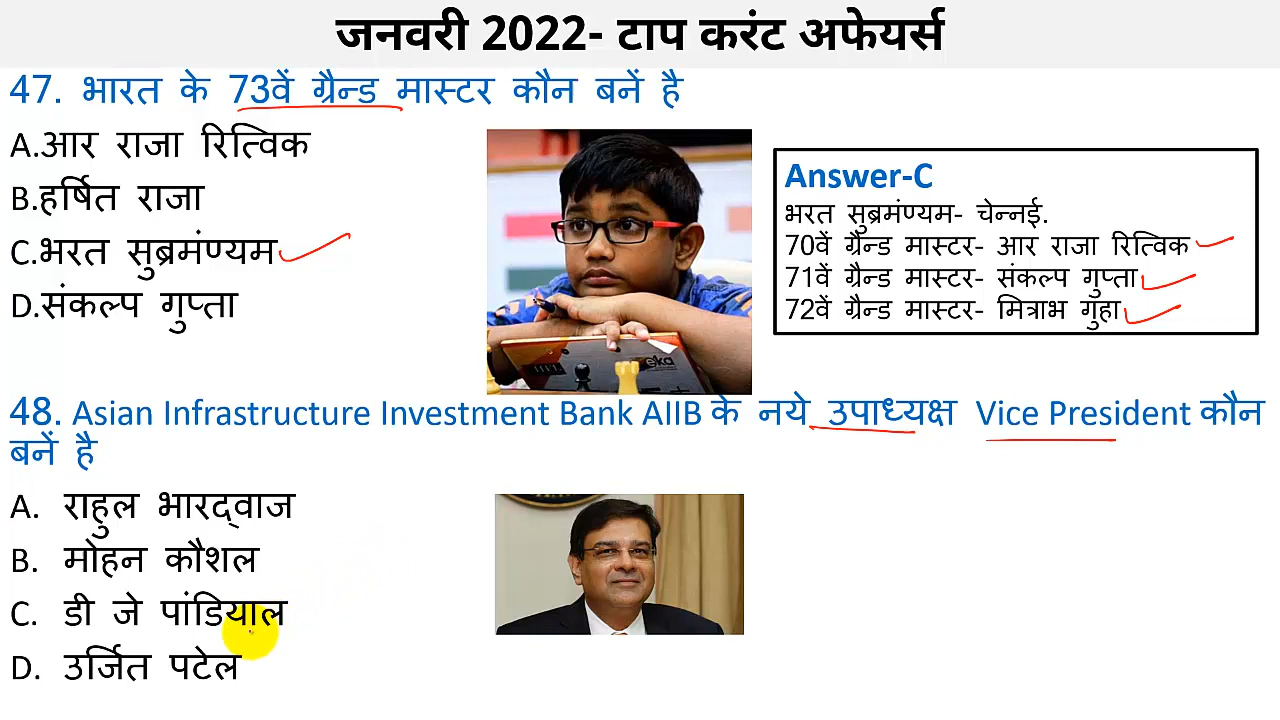 जनवरी 2022- टाप करंट अफेयर्स
47. भारत के 73वें ग्रैन्ड मास्टर कौन बनें है
A.आर राजा रित्विक
B.हर्षित राजा
C.भरत सुब्रमंण्यम
D.संकल्प गुप्ता
Answer-C
भरत सुब्रमंण्यम- चेन्नई.
70वें ग्रैन्ड मास्टर- आर राजा रित्विक
71वें ग्रैन्ड मास्टर- संकल्प गुप्ता
72वें ग्रैन्ड मास्टर- मित्राभ गुहा
48. Asian Infrastructure Investment Bank AIIB के नये उपाध्यक्ष Vice President कौन
बनें है
A. राहुल भारद्वाज
B. मोहन कौशल
C. डी जे पांडियाल
D. उर्जित पटेल